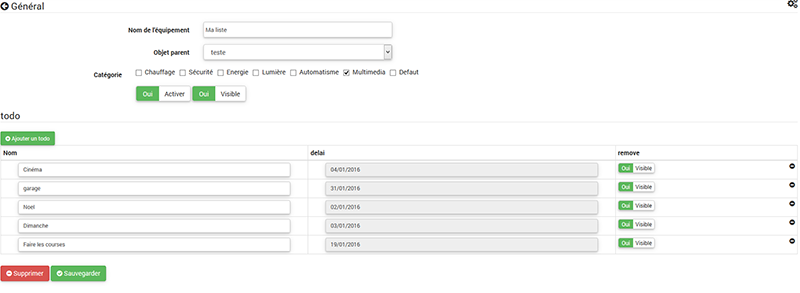 Général
Nom de l'équipement Ma liste
Objet parent teste
Catégorie Chauffage Sécurité Energie Lumière Automatisme Multimedia Defaut
Oui Activer Oui Visible
todo
Ajouter un todo
Nom delai remove
Cinéma 04/01/2016 Oui Visible
garage 31/01/2016 Oui Visible
Noel 02/01/2016 Oui Visible
Dimanche 03/01/2016 Oui Visible
Faire les courses 19/01/2016 Oui Visible
Supprimer Sauvegarder